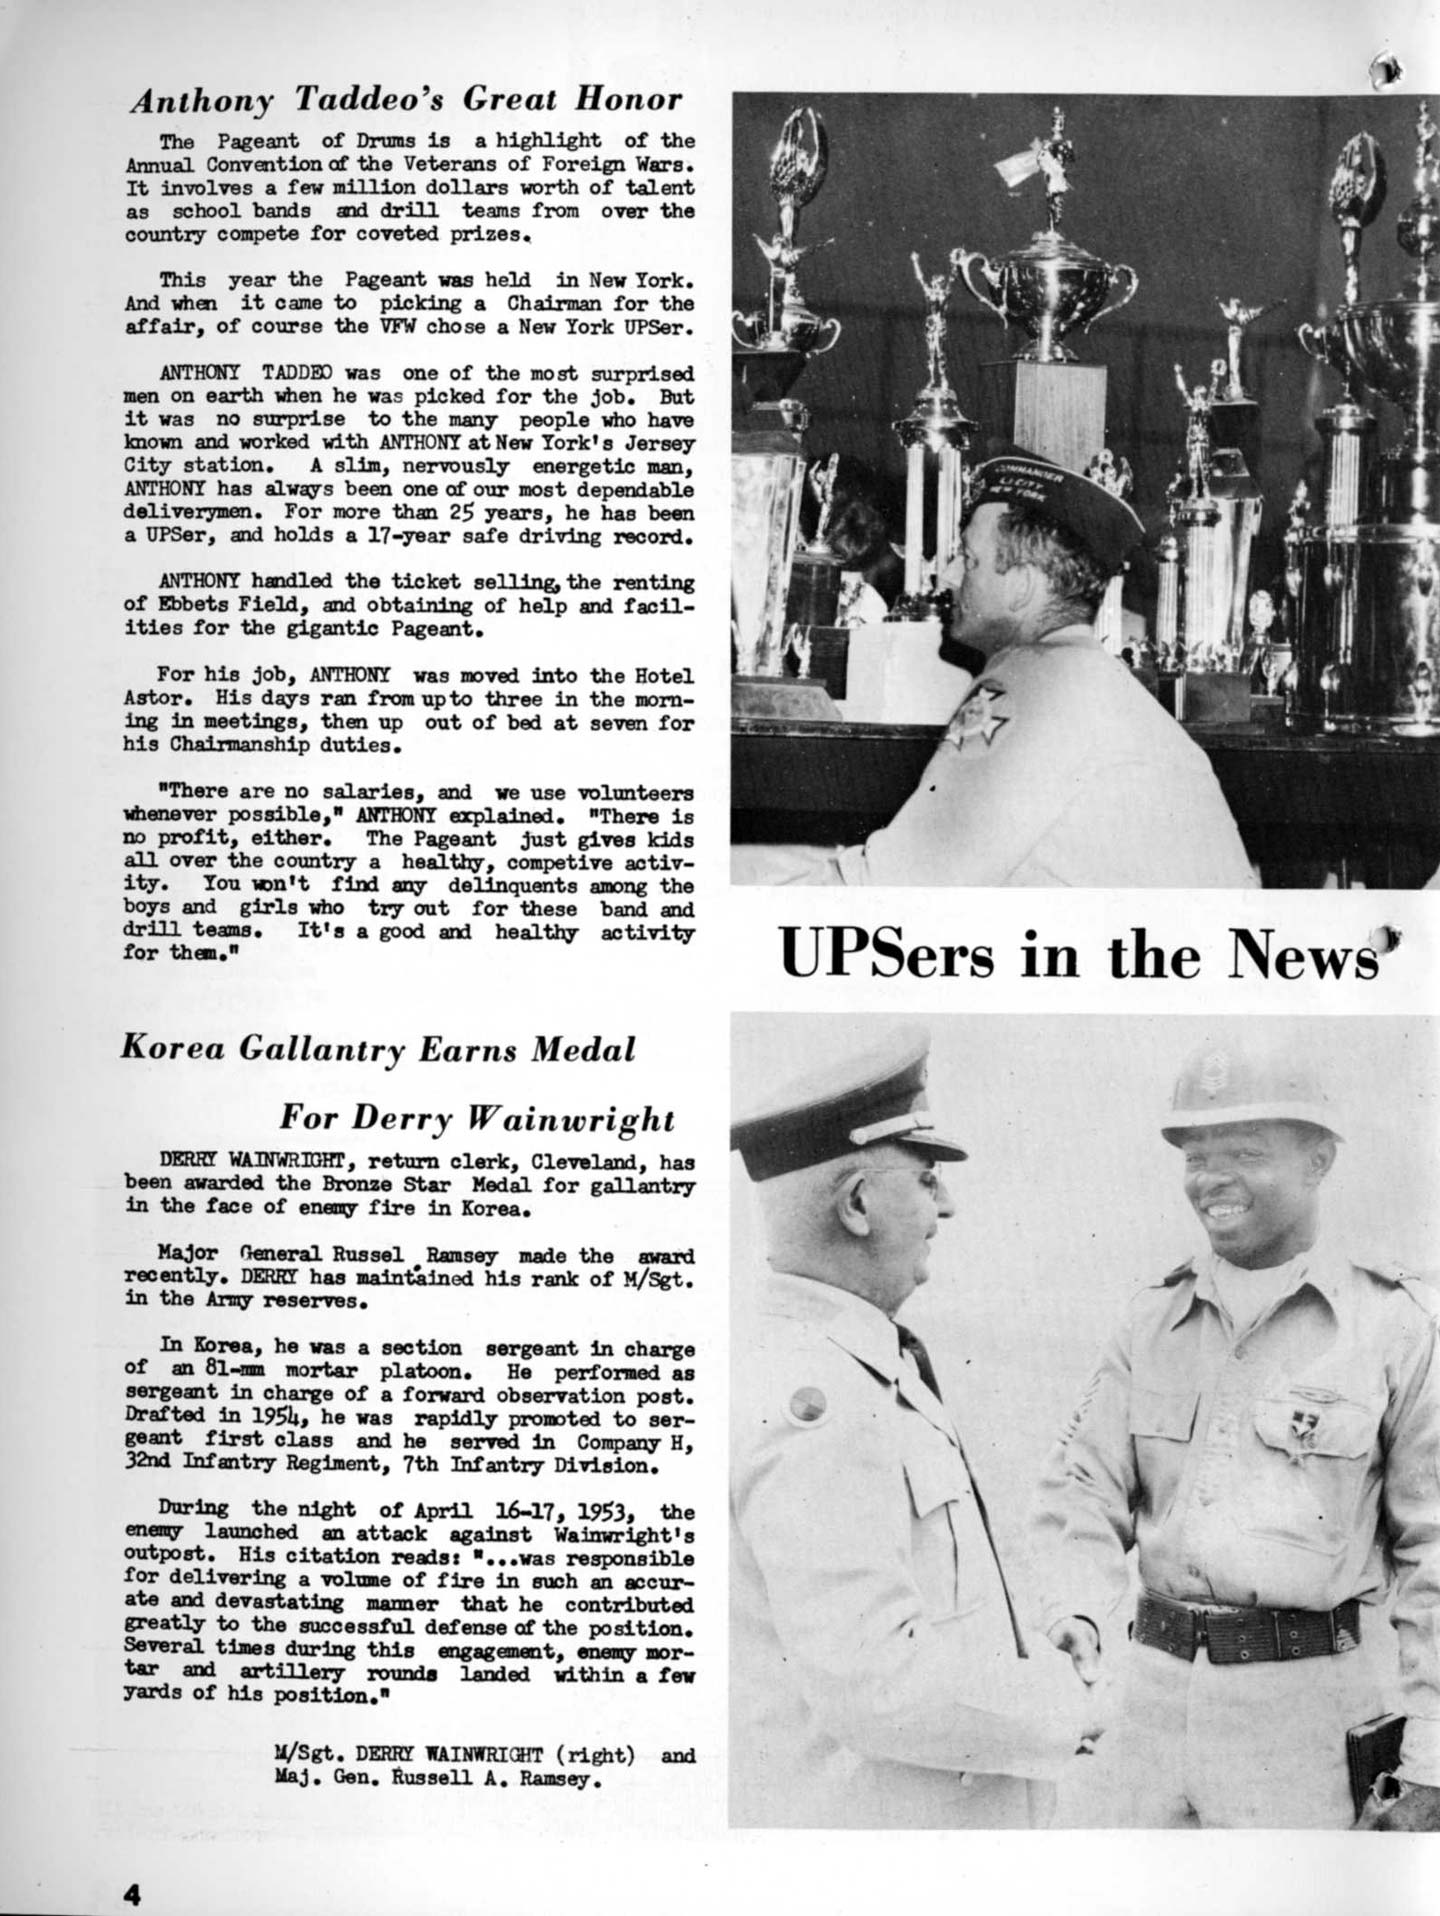 Anthony Taddeo's Great Honor
The Pageant of Drums is a highlight of the
Annual Convention of the Veterans of Foreign Wars.
It involves a few million dollars worth of talent
as school bands and drill teams from over the
country compete for coveted prizes.
This year the Pageant was held in New York.
And when it came to picking a Chairman for the
affair, of course the VFW chose a New York UPSer.
ANTHONY TADDEO was one of the most surprised
men on earth when he was picked for the job. But
it was no surprise to the many people who have
known and worked with ANTHONY at New York's Jersey
City station. A slim, nervously energetic man,
ANTHONY has always been one of our most dependable
deliverymen. For more than 25 years, he has been
a UPSer, and holds a 17-year safe driving record.
ANTHONY handled the ticket selling, the renting
of Ebbets Field, and obtaining of help and facil-
ities for the gigantic Pageant.
For his job, ANTHONY was moved into the Hotel
Astor. His days ran from up to three in the morn-
ing in meetings, then up out of bed at seven for
his Chairmanship duties.
"There are no salaries, and we use volunteers
whenever possible," ANTHONY explained. "There is
no profit, either. The Pageant just gives kids
all over the country a healthy, competive activ-
ity. You won't find any delinquents among the
boys and girls who try out for these band and
drill teams. It's a good and healthy activity
for them."
COMMANDER
L.I. CITY
NEW YORK
UPSers in the News
Korea Gallantry Earns Medal
For Derry Wainwright
DERRY WAINWRIGHT, return clerk, Cleveland, has
been awarded the Bronze Star Medal for gallantry
in the face of enemy fire in Korea.
Major General Russel Ramsey made the award
recently. DERRY has maintained his rank of M/Sgt.
in the Army reserves.
In Korea, he was a section sergeant in charge
of an 81-mm mortar platoon. He performed as
sergeant in charge of a forward observation post.
Drafted in 1954, he was rapidly promoted to ser-
geant first class and he served in Company H,
32nd Infantry Regiment, 7th Infantry Division.
During the night of April 16-17, 1953, the
enemy launched an attack against Wainwright's
outpost. His citation reads: "...was responsible
for delivering a volume of fire in such an accur-
ate and devastating manner that he contributed
greatly to the successful defense of the position.
Several times during this engagement, enemy mor-
tar and artillery rounds landed within a few
yards of his position."
M/Sgt. DERRY WAINWRIGHT (right) and
Maj. Gen. Russell A. Ramsey.
4